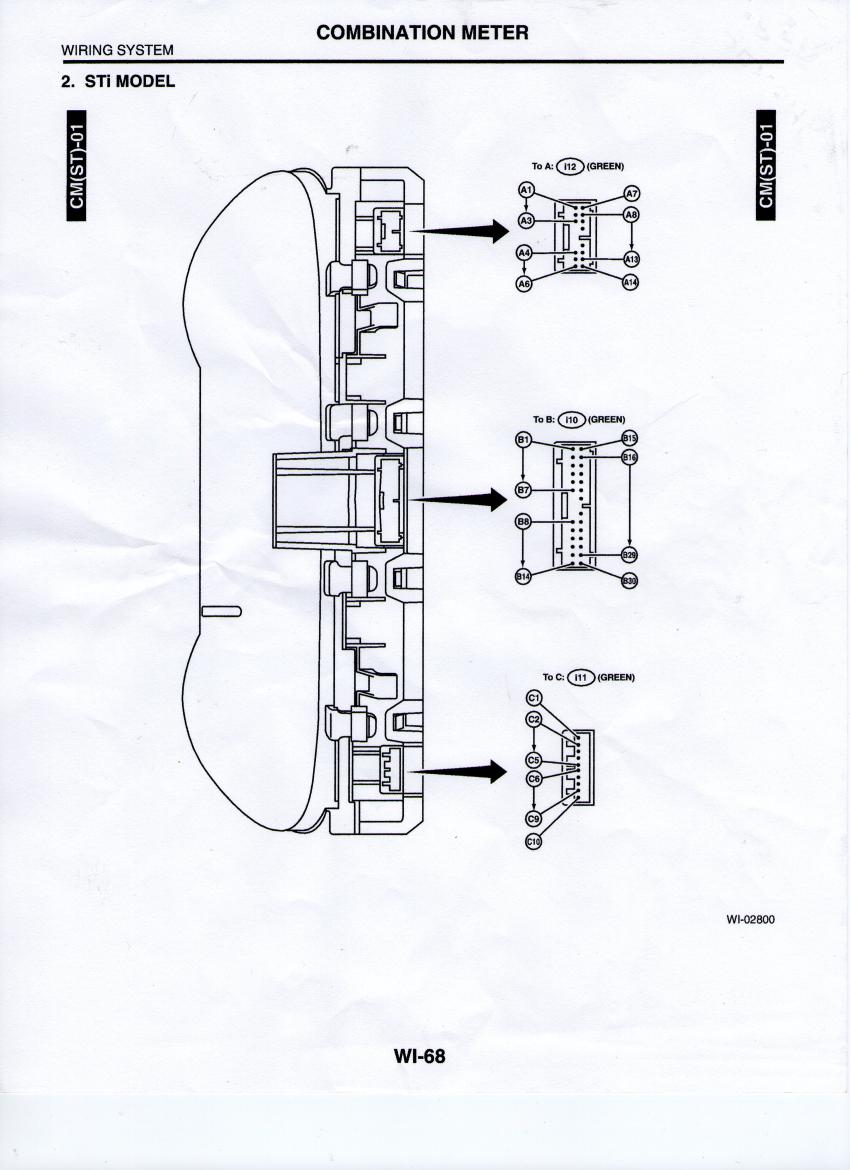 COMBINATION METER
WIRING SYSTEM
2. STi MODEL
CM(ST)-01
CM(ST)-01
To A: i12 (GREEN)
A1
A7
A3
A8
A4
A13
A6
A14
To B: i10 (GREEN)
B1
B15
B16
B7
B8
B29
B14
B30
To C: i11 (GREEN)
C1
C2
C5
C6
C9
C10
WI-02800
WI-68